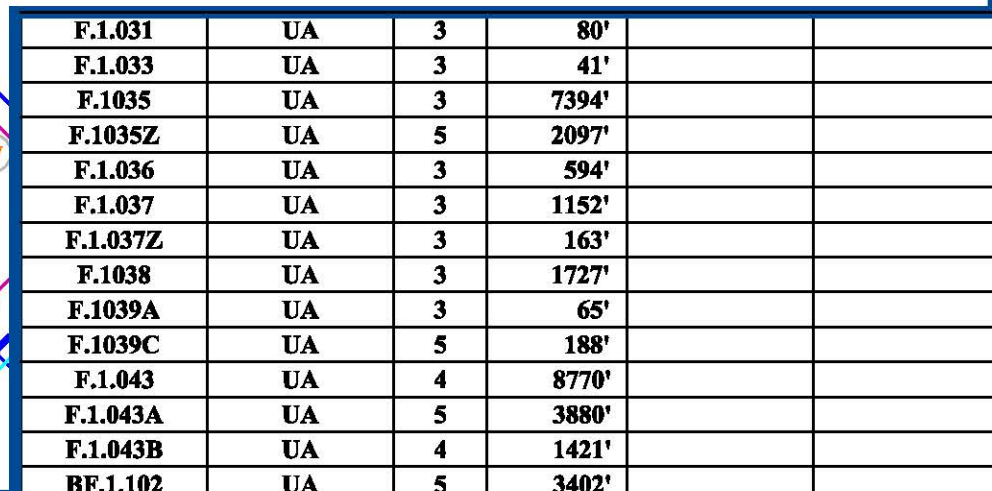 F.1.031 UA 3 80'
F.1.033 UA 3 41'
F.1035 UA 3 7394'
F.1035Z UA 5 2097'
F.1.036 UA 3 594'
F.1.037 UA 3 1152'
F.1.037Z UA 3 163'
F.1038 UA 3 1727'
F.1039A UA 3 65'
F.1039C UA 5 188'
F.1.043 UA 4 8770'
F.1.043A UA 5 3880'
F.1.043B UA 4 1421'
BF.1.102 UA 5 3402'